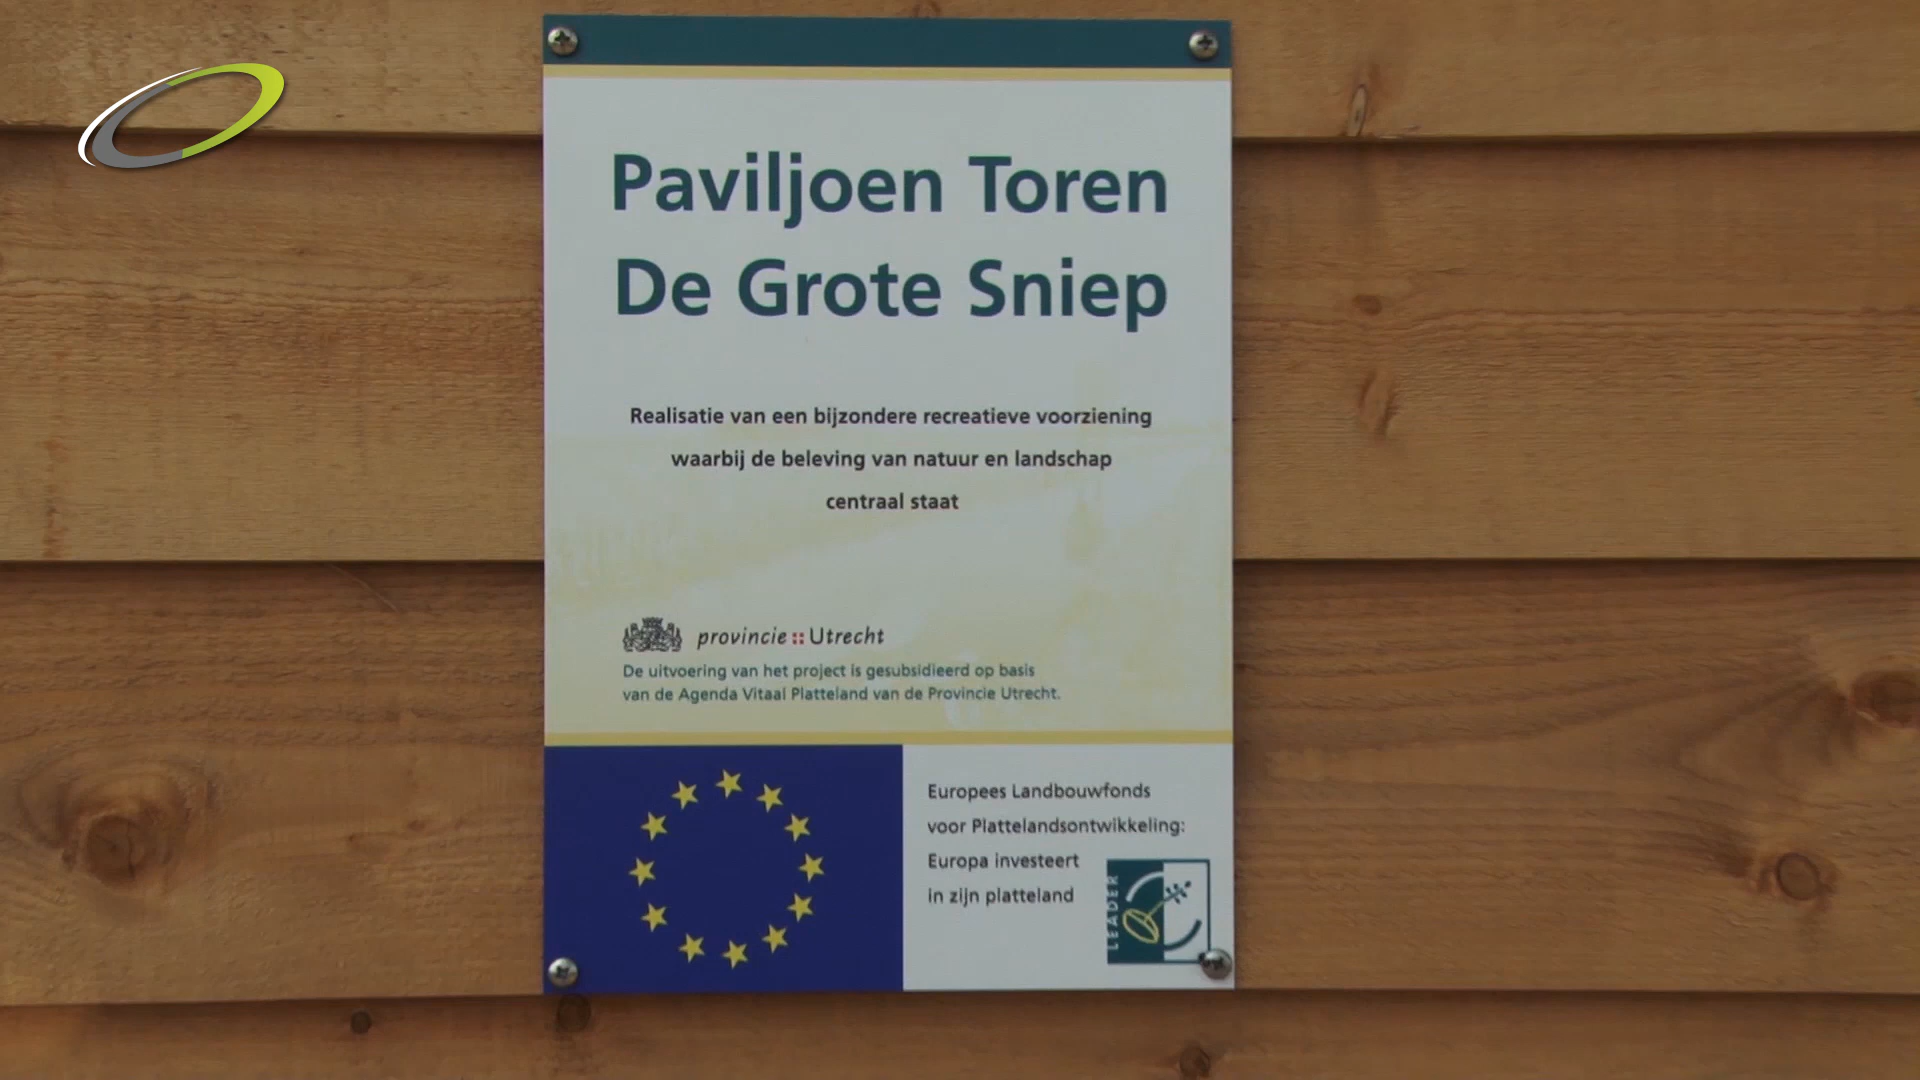 Paviljoen Toren
De Grote Sniep
Realisatie van een bijzondere recreatieve voorziening
waarbij de beleving van natuur en landschap
centraal staat
provincie Utrecht
De uitvoering van het project is gesubsidieerd op basis
van de Agenda Vitaal Platteland van de Provincie Utrecht.
Europees Landbouwfonds
voor Plattelandsontwikkeling:
Europa investeert
in zijn platteland
LEADER